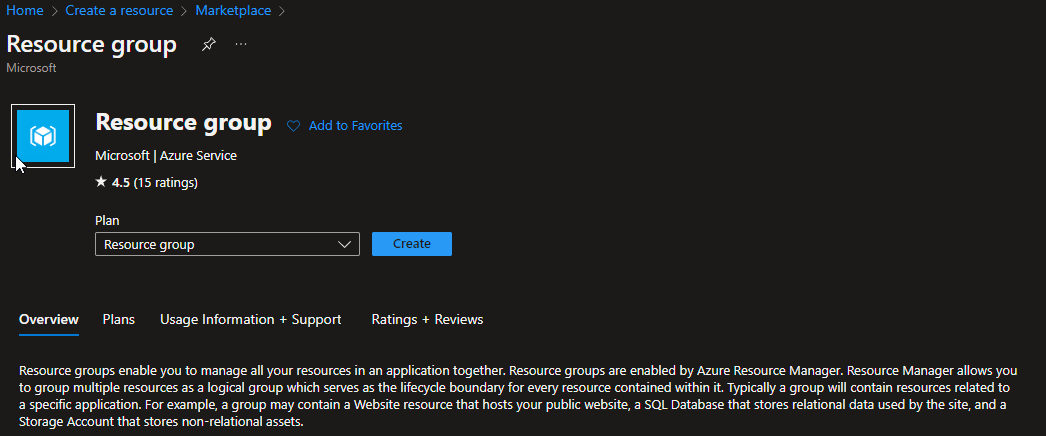 Home > Create a resource > Marketplace >
Resource group ...
Microsoft
Resource group Add to Favorites
Microsoft | Azure Service
★ 4.5 (15 ratings)
Plan
Resource group Create
Overview Plans Usage Information + Support Ratings + Reviews
Resource groups enable you to manage all your resources in an application together. Resource groups are enabled by Azure Resource Manager. Resource Manager allows you
to group multiple resources as a logical group which serves as the lifecycle boundary for every resource contained within it. Typically a group will contain resources related to
a specific application. For example, a group may contain a Website resource that hosts your public website, a SQL Database that stores relational data used by the site, and a
Storage Account that stores non-relational assets.